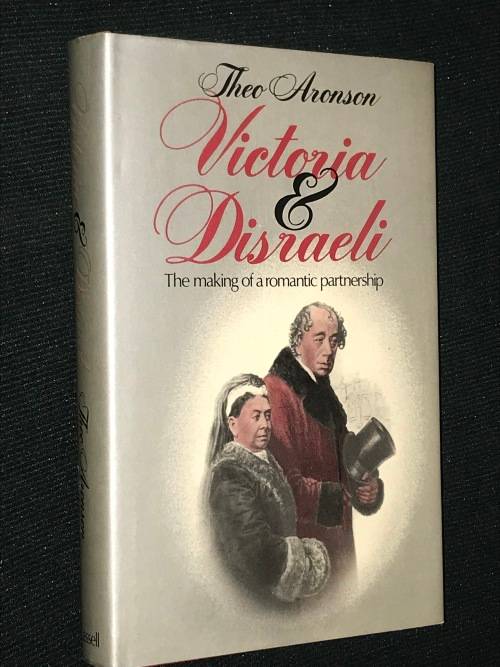 Theo Aronson
Victoria
&
Disraeli
The making of a romantic partnership